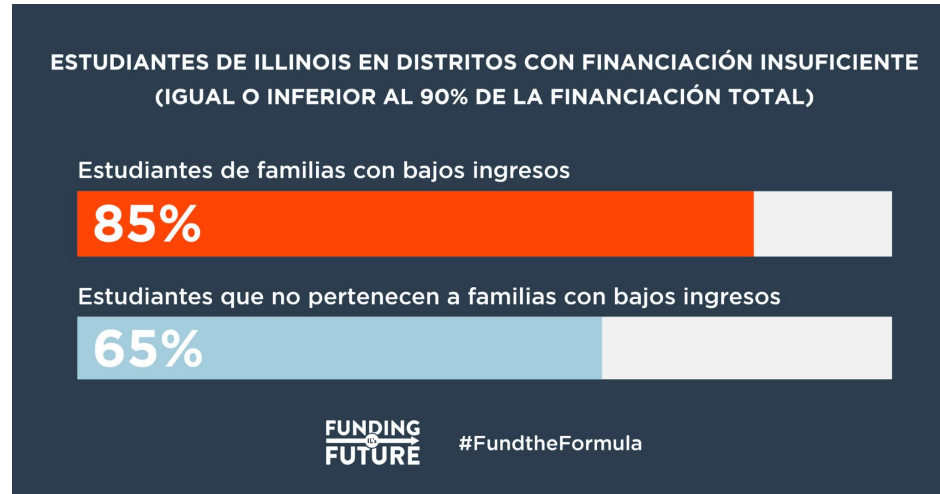 ESTUDIANTES DE ILLINOIS EN DISTRITOS CON FINANCIACIÓN INSUFICIENTE
(IGUAL O INFERIOR AL 90% DE LA FINANCIACIÓN TOTAL)
Estudiantes de familias con bajos ingresos
85%
Estudiantes que no pertenecen a familias con bajos ingresos
65%
FUNDING
IL's
FUTURE
#FundtheFormula